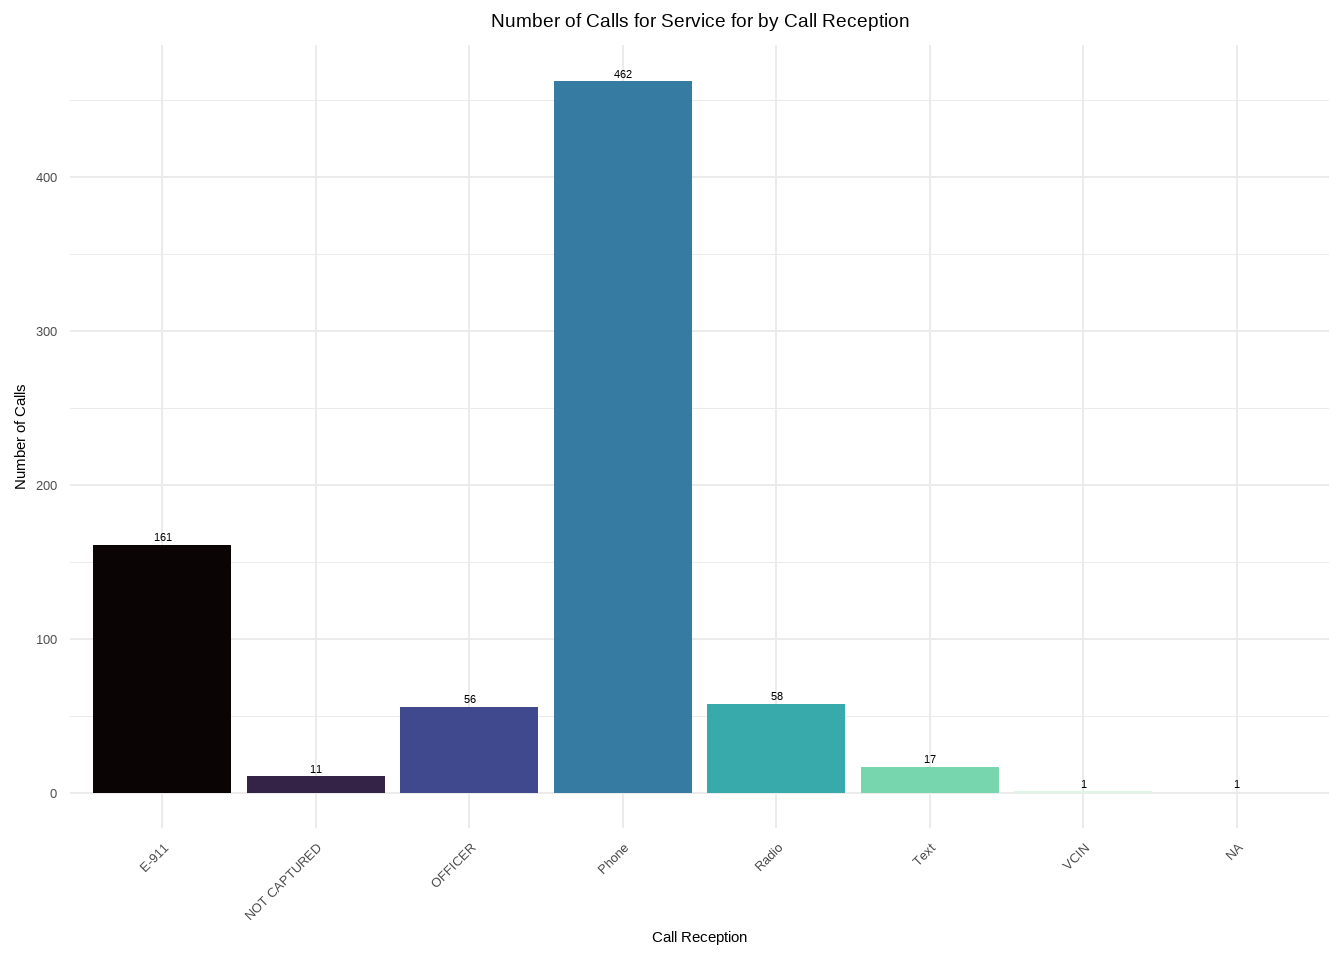 Number of Calls for Service for by Call Reception
462
400
300
Number of Calls
200
161
100
58
56
17
11
1
1
0
E-911
NOT CAPTURED
OFFICER
Phone
Radio
Text
VCIN
NA
Call Reception